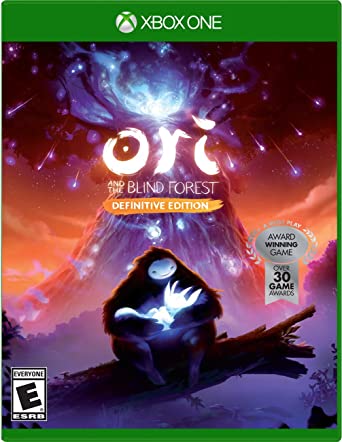 XBOX ONE
ori
AND THE BLIND FOREST
DEFINITIVE EDITION
AWARD
WINNING
GAME
OVER
30
GAME
AWARDS
EVERYONE
E
ESRB